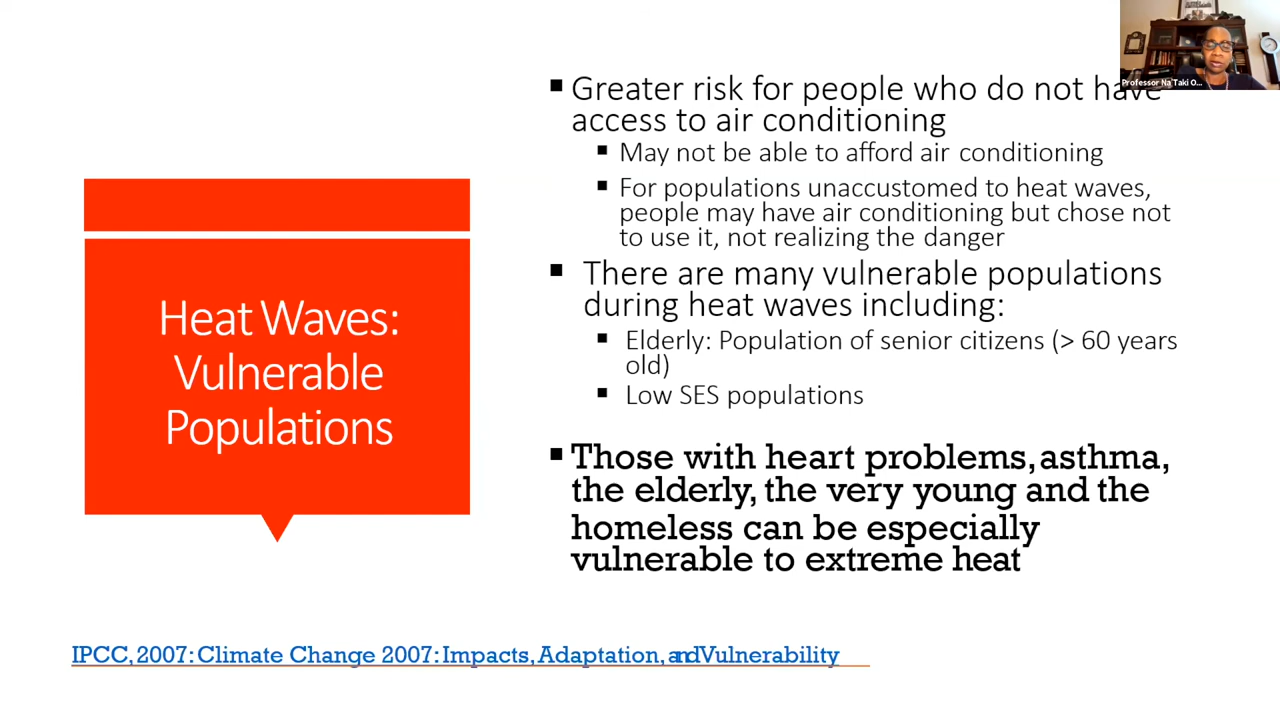 Professor Na'Taki O...
Greater risk for people who do not have
access to air conditioning
May not be able to afford air conditioning
For populations unaccustomed to heat waves,
people may have air conditioning but chose not
to use it, not realizing the danger
There are many vulnerable populations
during heat waves including:
Elderly: Population of senior citizens (> 60 years
old)
Low SES populations
Those with heart problems, asthma,
the elderly, the very young and the
homeless can be especially
vulnerable to extreme heat
Heat Waves:
Vulnerable
Populations
IPCC, 2007: Climate Change 2007: Impacts, Adaptation, and Vulnerability